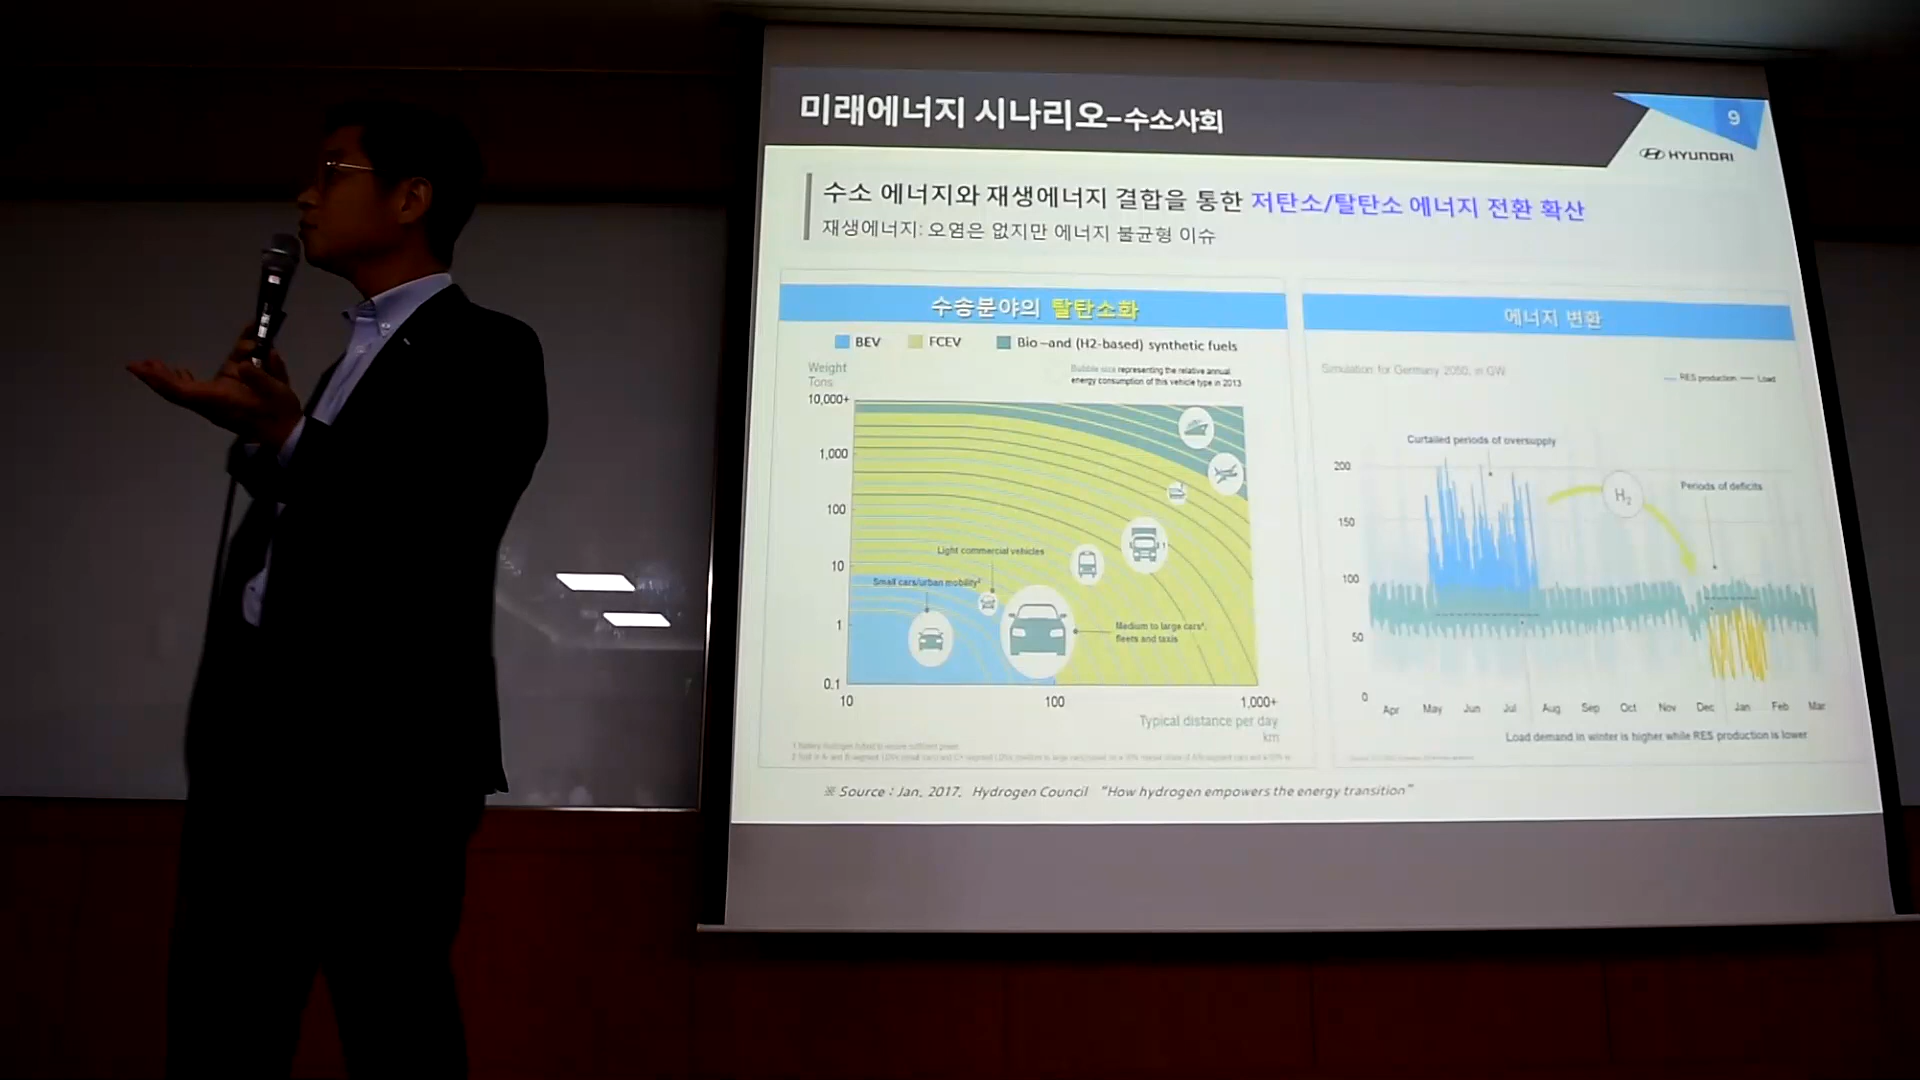 미래에너지 시나리오-수소사회
9
HYUNDAI
수소 에너지와 재생에너지 결합을 통한 저탄소/탈탄소 에너지 전환 확산
재생에너지: 오염은 없지만 에너지 불균형 이슈
수송분야의 탈탄소화
BEV FCEV Bio-and (H2-based) synthetic fuels
Weight
Tons
Bubble size representing the relative annual
energy consumption of this vehicle type in 2013
10,000+
1,000
100
10
1
0.1
Light commercial vehicles
Small cars/urban mobility²
Medium to large cars²,
fleets and taxis
1
10 100 1,000+
Typical distance per day
km
에너지 변환
Simulation for Germany 2050, in GW
RES production Load
Curtailed periods of oversupply
H₂
Periods of deficits
200
150
100
50
0
Apr May Jun Jul Aug Sep Oct Nov Dec Jan Feb Mar
Load demand in winter is higher while RES production is lower
※ Source : Jan, 2017, Hydrogen Council "How hydrogen empowers the energy transition"